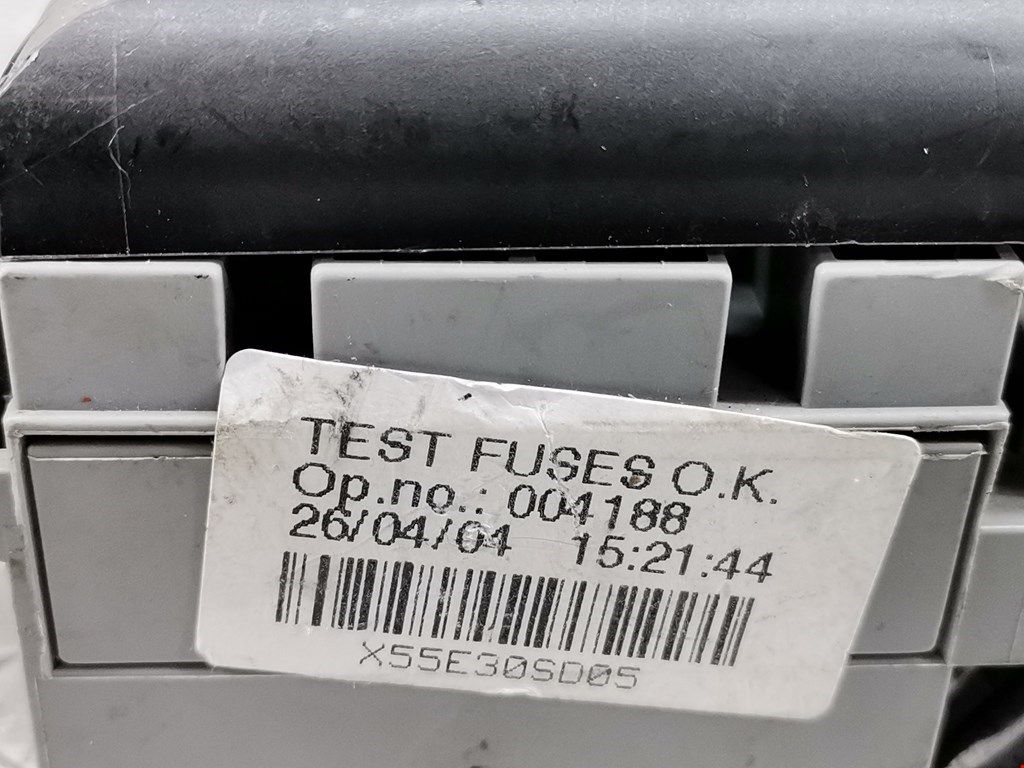 TEST FUSES O.K.
Op.no.: 004188
26/04/04 15:21:44
X55E30SD05